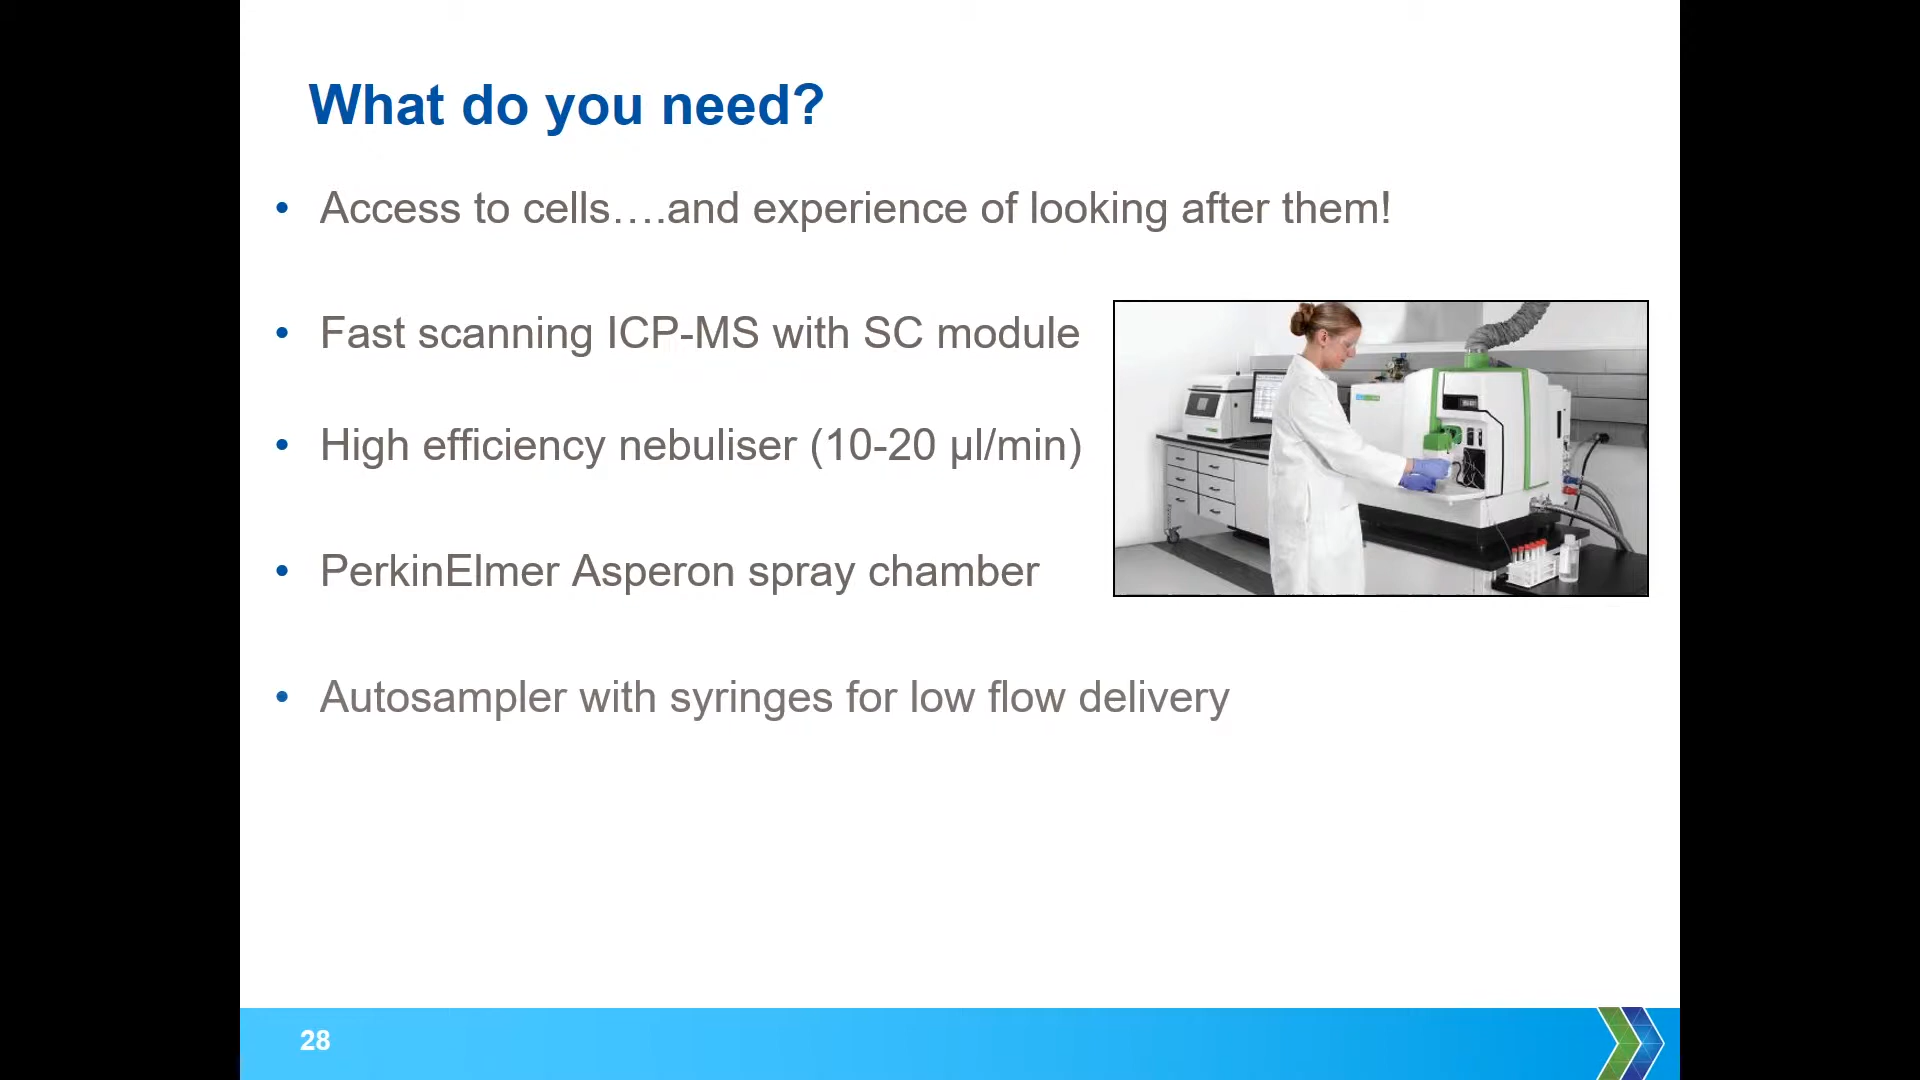 What do you need?
• Access to cells….and experience of looking after them!
• Fast scanning ICP-MS with SC module
• High efficiency nebuliser (10-20 µl/min)
• PerkinElmer Asperon spray chamber
• Autosampler with syringes for low flow delivery
28